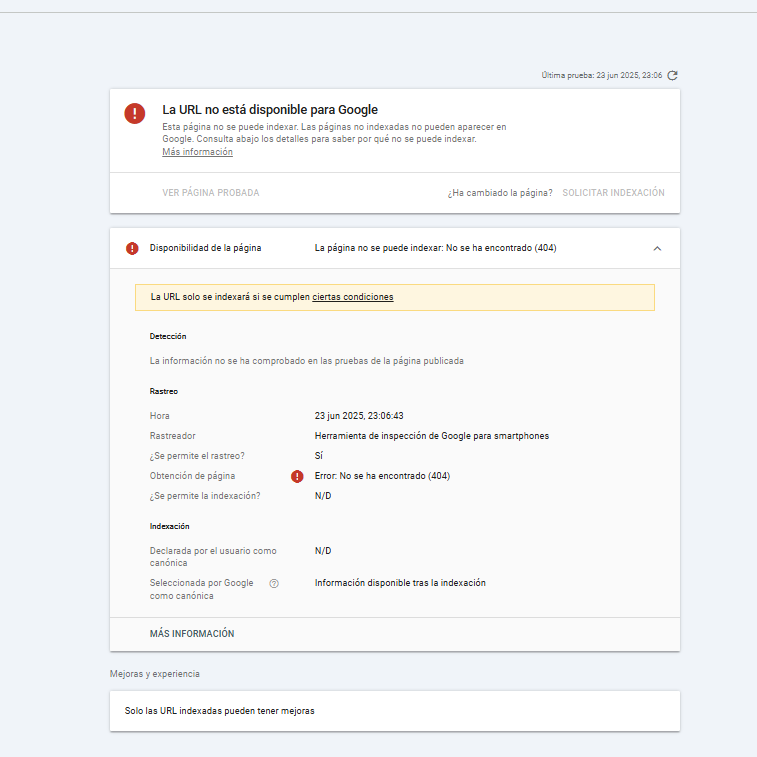 Última prueba: 23 jun 2025, 23:06
La URL no está disponible para Google
Esta página no se puede indexar. Las páginas no indexadas no pueden aparecer en
Google. Consulta abajo los detalles para saber por qué no se puede indexar.
Más información
VER PÁGINA PROBADA
¿Ha cambiado la página? SOLICITAR INDEXACIÓN
Disponibilidad de la página La página no se puede indexar: No se ha encontrado (404)
La URL solo se indexará si se cumplen ciertas condiciones
Detección
La información no se ha comprobado en las pruebas de la página publicada
Rastreo
Hora 23 jun 2025, 23:06:43
Rastreador Herramienta de inspección de Google para smartphones
¿Se permite el rastreo? Sí
Obtención de página Error: No se ha encontrado (404)
¿Se permite la indexación? N/D
Indexación
Declarada por el usuario como N/D
canónica
Seleccionada por Google Información disponible tras la indexación
como canónica
MÁS INFORMACIÓN
Mejoras y experiencia
Solo las URL indexadas pueden tener mejoras